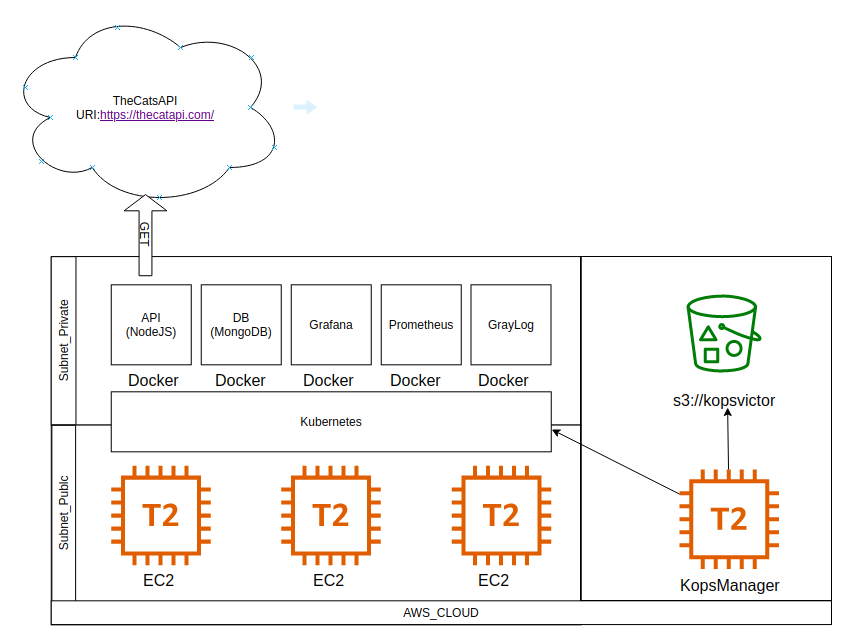 TheCatsAPI
URI:https://thecatapi.com/
GET
Subnet_Private
API
(NodeJS)
DB
(MongoDB)
Grafana
Prometheus
GrayLog
Docker
Docker
Docker
Docker
Docker
Kubernetes
s3://kopsvictor
Subnet_Publc
T2
T2
T2
T2
EC2
EC2
EC2
KopsManager
AWS_CLOUD